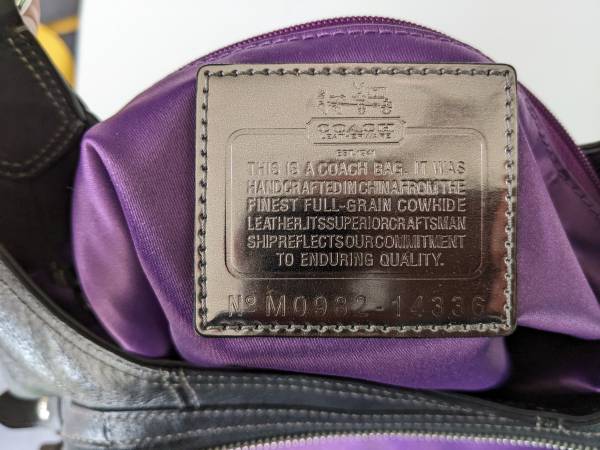 COACH
LEATHERWARE
EST. 1941
THIS IS A COACH BAG. IT WAS
HANDCRAFTED IN CHINA FROM THE
FINEST FULL-GRAIN COWHIDE
LEATHER. ITS SUPERIOR CRAFTSMAN
SHIP REFLECTS OUR COMMITMENT
TO ENDURING QUALITY.
Nº M0982-14336